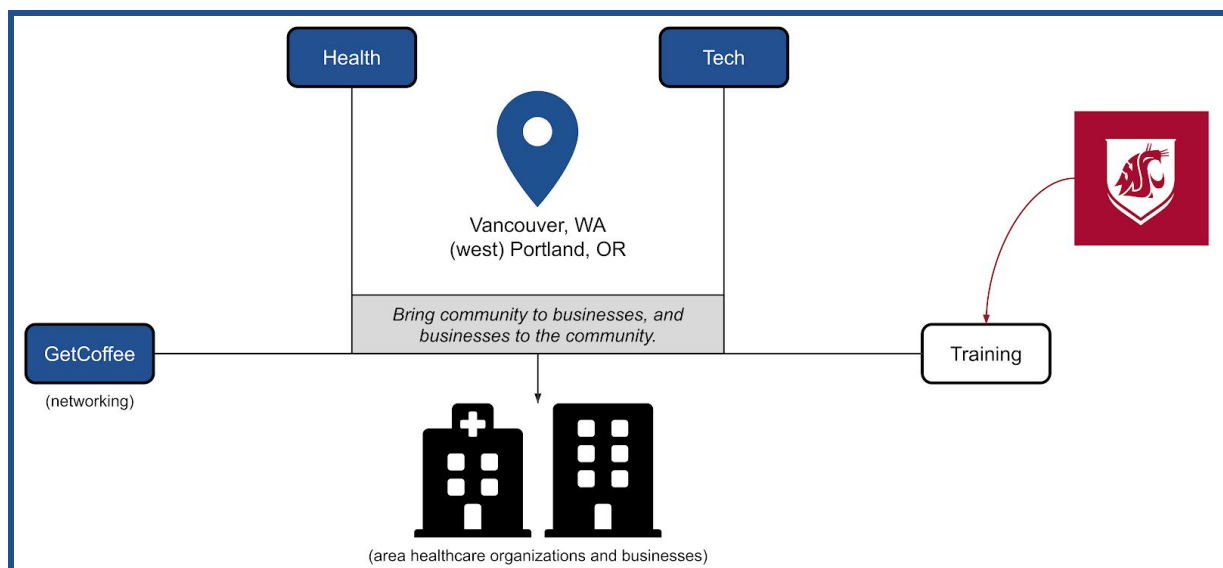 Health
Tech
Vancouver, WA
(west) Portland, OR
Bring community to businesses, and
businesses to the community.
GetCoffee
(networking)
Training
(area healthcare organizations and businesses)